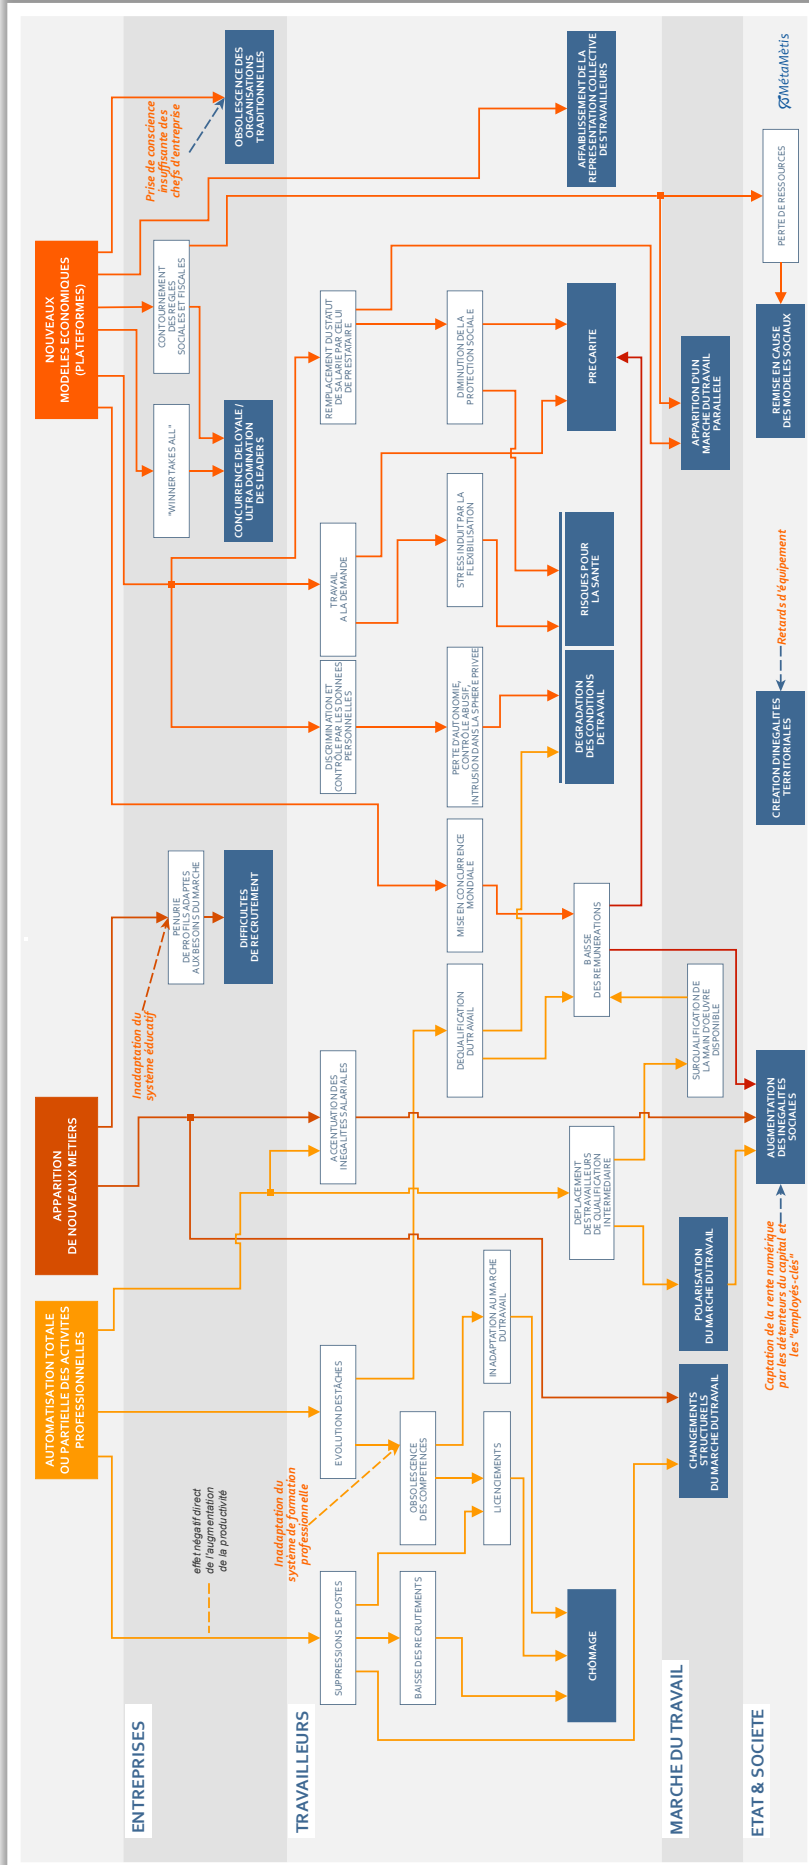 AUTOMATISATION TOTALE
OU PARTIELLE DES ACTIVITES
PROFESSIONNELLES
APPARITION
DE NOUVEAUX METIERS
NOUVEAUX
MODELES ECONOMIQUES
(PLATEFORMES)
ENTREPRISES
effet négatif direct
de l'augmentation
de la productivité
Inadaptation du
système éducatif
PENURIE
DE PROFILS ADAPTES
AUX BESOINS DU MARCHE
DIFFICULTES
DE RECRUTEMENT
"WINNER TAKES ALL"
CONTOURNEMENT
DES REGLES
SOCIALES ET FISCALES
CONCURRENCE DELOYALE /
ULTRA DOMINATION
DES LEADERS
Prise de conscience
insuffisante des
chefs d'entreprise
OBSOLESCENCE DES
ORGANISATIONS
TRADITIONNELLES
TRAVAILLEURS
Inadaptation du
système de formation
professionnelle
SUPPRESSIONS DE POSTES
EVOLUTION DES TÂCHES
ACCENTUATION DES
INEGALITES SALARIALES
DISCRIMINATION ET
CONTRÔLE PAR LES DONNEES
PERSONNELLES
TRAVAIL
A LA DEMANDE
REMPLACEMENT DU STATUT
DE SALARIE PAR CELUI
DE PRESTATAIRE
BAISSE DES RECRUTEMENTS
OBSOLESCENCE
DES COMPETENCES
DEQUALIFICATION
DU TRAVAIL
MISE EN CONCURRENCE
MONDIALE
PERTE D'AUTONOMIE,
CONTRÔLE ABUSIF,
INTRUSION DANS LA SPHERE PRIVEE
STRESS INDUIT PAR LA
FLEXIBILISATION
DIMINUTION DE LA
PROTECTION SOCIALE
LICENCIEMENTS
INADAPTATION AU MARCHE
DU TRAVAIL
CHÔMAGE
DEPLACEMENT
DES TRAVAILLEURS
DE QUALIFICATION
INTERMEDIAIRE
BAISSE
DES REMUNERATIONS
DEGRADATION
DES CONDITIONS
DE TRAVAIL
RISQUES POUR
LA SANTE
PRECARITE
AFFAIBLISSEMENT DE LA
REPRESENTATION COLLECTIVE
DES TRAVAILLEURS
MARCHE DU TRAVAIL
CHANGEMENTS
STRUCTURELS
DU MARCHE DU TRAVAIL
POLARISATION
DU MARCHE DU TRAVAIL
SURQUALIFICATION DE
LA MAIN D'OEUVRE
DISPONIBLE
APPARITION D'UN
MARCHE DU TRAVAIL
PARALLELE
ETAT & SOCIETE
Captation de la rente numérique
par les détenteurs du capital et
les "employés-clés"
AUGMENTATION
DES INEGALITES
SOCIALES
CREATION D'INEGALITES
TERRITORIALES
Retards d'équipement
REMISE EN CAUSE
DES MODELES SOCIAUX
PERTE DE RESSOURCES
MétaMètis